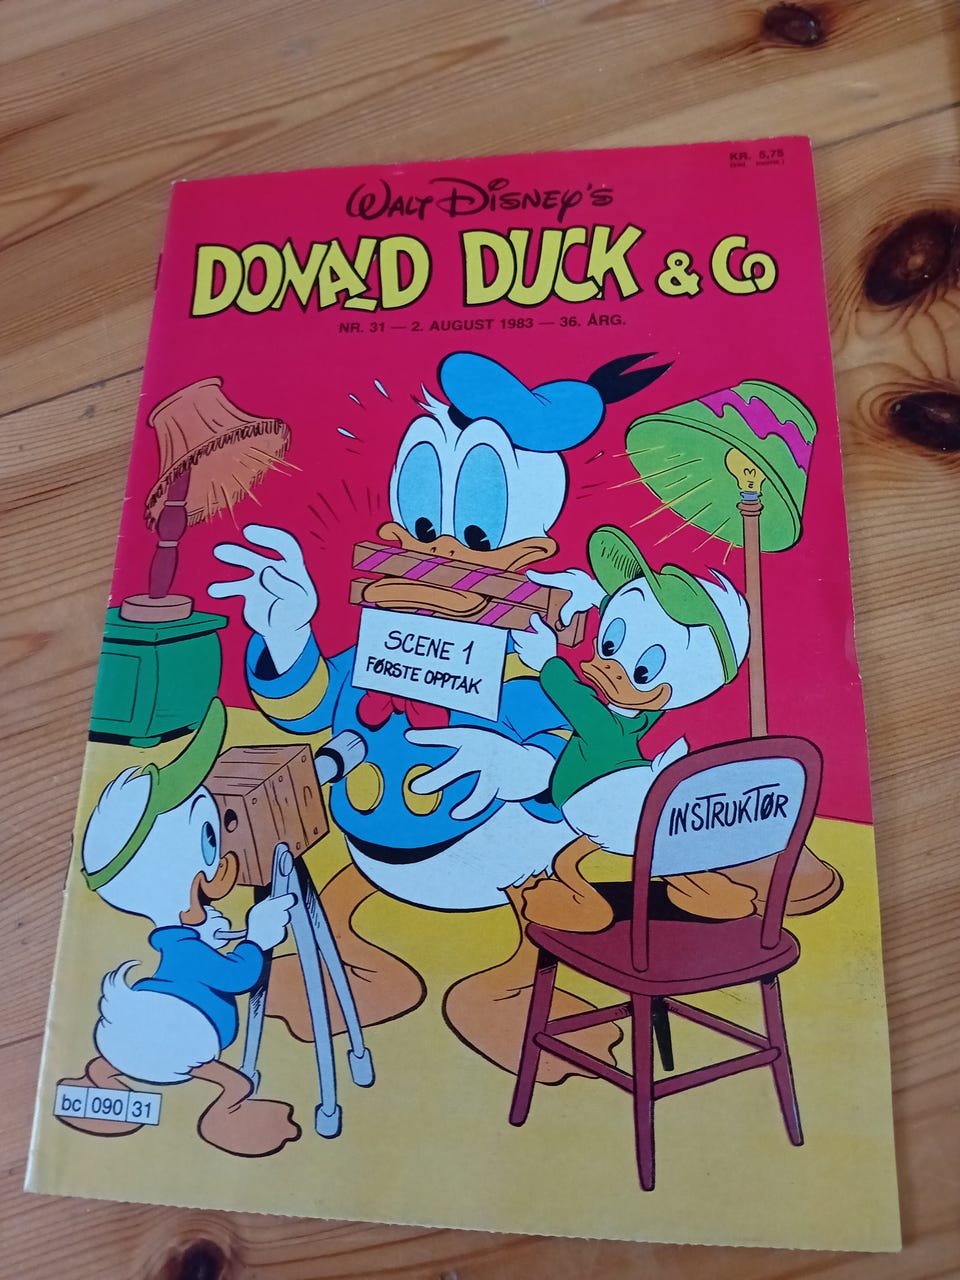 KR. 5,75
WALT DISNEY'S
DONALD DUCK & Co
NR. 31 — 2. AUGUST 1983 — 36. ÅRG.
SCENE 1
FØRSTE OPPTAK
INSTRUKTØR
bc 090 31